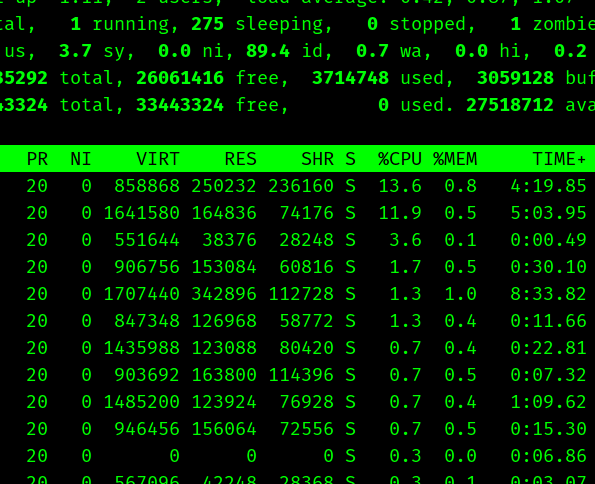 1 running, 275 sleeping, 0 stopped, 1 zombie
us, 3.7 sy, 0.0 ni, 89.4 id, 0.7 wa, 0.0 hi, 0.2
35292 total, 26061416 free, 3714748 used, 3059128 buf
43324 total, 33443324 free, 0 used. 27518712 ava
PR NI VIRT RES SHR S %CPU %MEM TIME+
20 0 858868 250232 236160 S 13.6 0.8 4:19.85
20 0 1641580 164836 74176 S 11.9 0.5 5:03.95
20 0 551644 38376 28248 S 3.6 0.1 0:00.49
20 0 906756 153084 60816 S 1.7 0.5 0:30.10
20 0 1707440 342896 112728 S 1.3 1.0 8:33.82
20 0 847348 126968 58772 S 1.3 0.4 0:11.66
20 0 1435988 123088 80420 S 0.7 0.4 0:22.81
20 0 903692 163800 114396 S 0.7 0.5 0:07.32
20 0 1485200 123924 76928 S 0.7 0.4 1:09.62
20 0 946456 156064 72556 S 0.7 0.5 0:15.30
20 0 0 0 0 S 0.3 0.0 0:06.86
20 0 567096 42248 28368 S 0.3 0.1 0:03.07